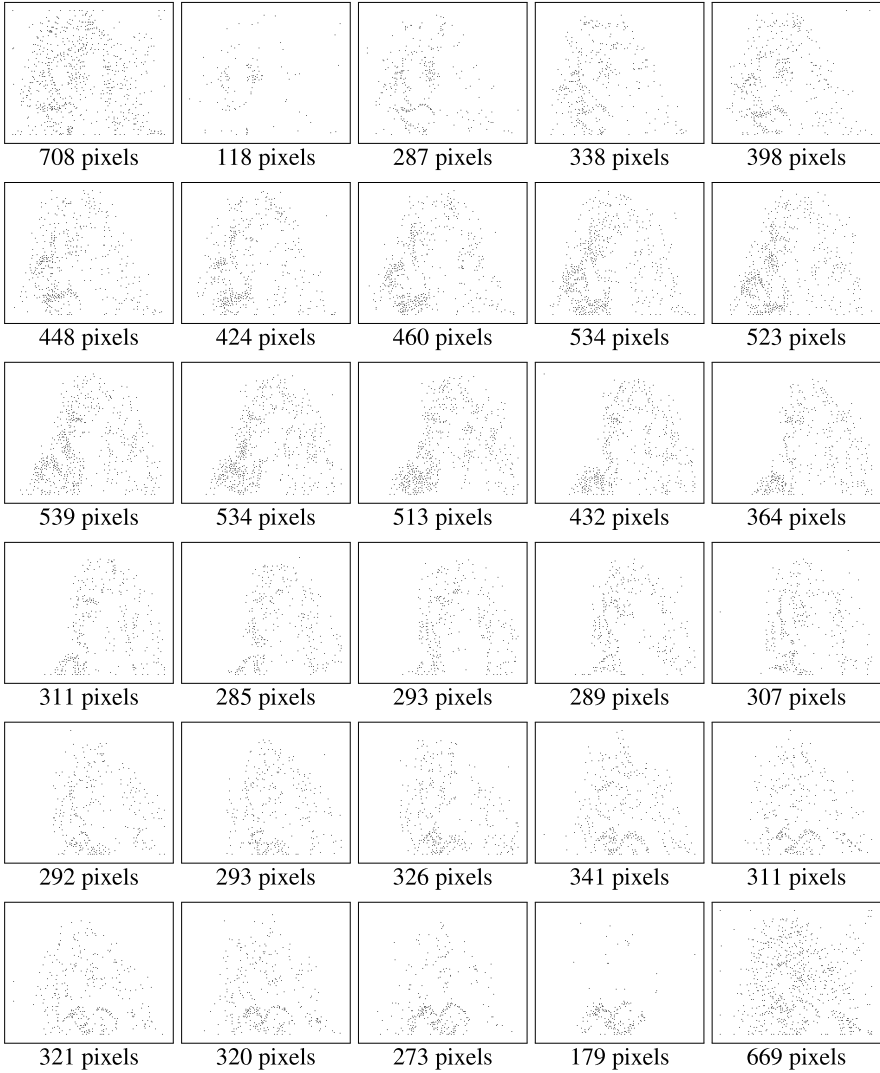 708 pixels 118 pixels 287 pixels 338 pixels 398 pixels
448 pixels 424 pixels 460 pixels 534 pixels 523 pixels
539 pixels 534 pixels 513 pixels 432 pixels 364 pixels
311 pixels 285 pixels 293 pixels 289 pixels 307 pixels
292 pixels 293 pixels 326 pixels 341 pixels 311 pixels
321 pixels 320 pixels 273 pixels 179 pixels 669 pixels